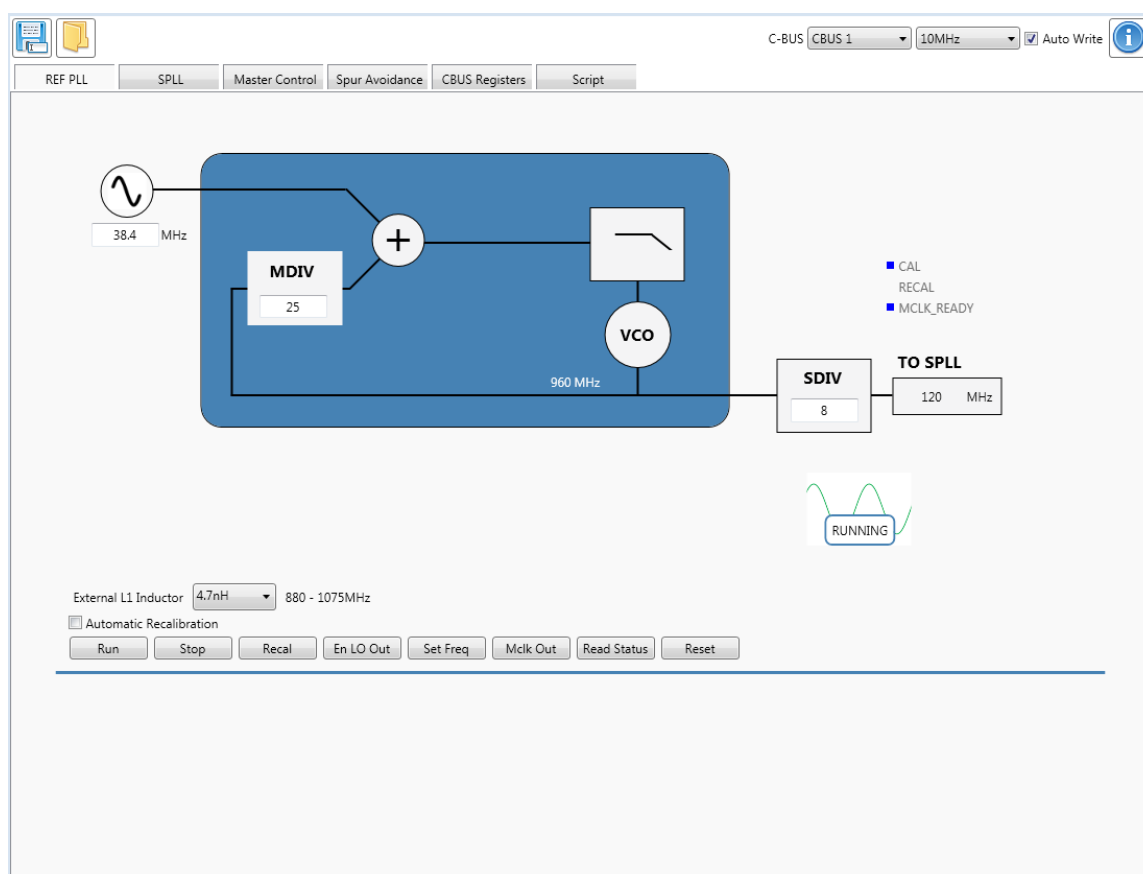 C-BUS CBUS 1 10MHz Auto Write
REF PLL SPLL Master Control Spur Avoidance CBUS Registers Script
38.4 MHz
MDIV
25
+
VCO
960 MHz
CAL
RECAL
MCLK_READY
SDIV
8
TO SPLL
120 MHz
RUNNING
External L1 Inductor 4.7nH 880 - 1075MHz
Automatic Recalibration
Run Stop Recal En LO Out Set Freq Mclk Out Read Status Reset